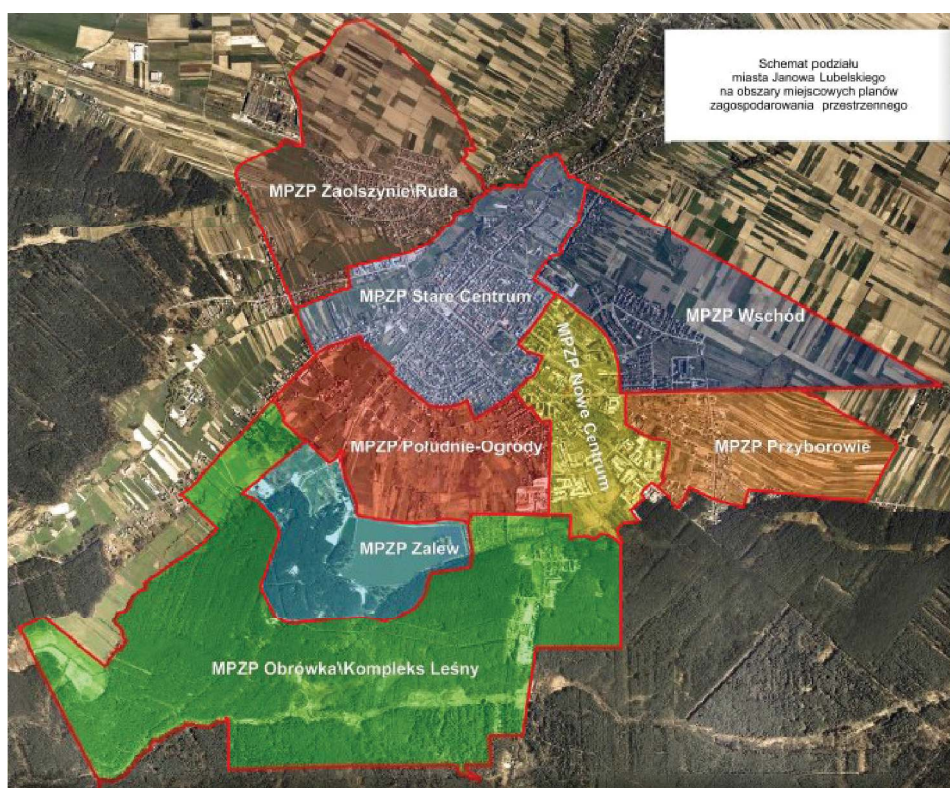 Schemat podziału
miasta Janowa Lubelskiego
na obszary miejscowych planów
zagospodarowania przestrzennego
MPZP Zaolszynie\Ruda
MPZP Stare Centrum
MPZP Wschód
MPZP Nowe Centrum
MPZP Południe-Ogrody
MPZP Przyborowie
MPZP Zalew
MPZP Obrówka\Kompleks Leśny